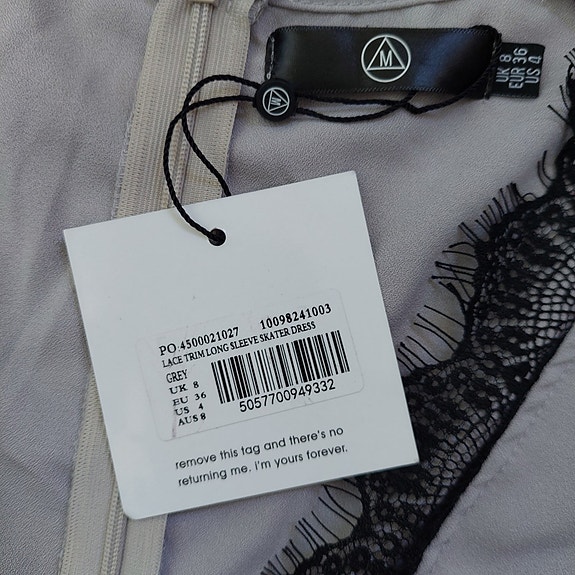 M
UK 8
EUR 36
US 4
M
PO:4500021027 10098241003
LACE TRIM LONG SLEEVE SKATER DRESS
GREY
UK 8
EU 36
US 4
AUS 8
5057700949332
remove this tag and there's no
returning me. i'm yours forever.